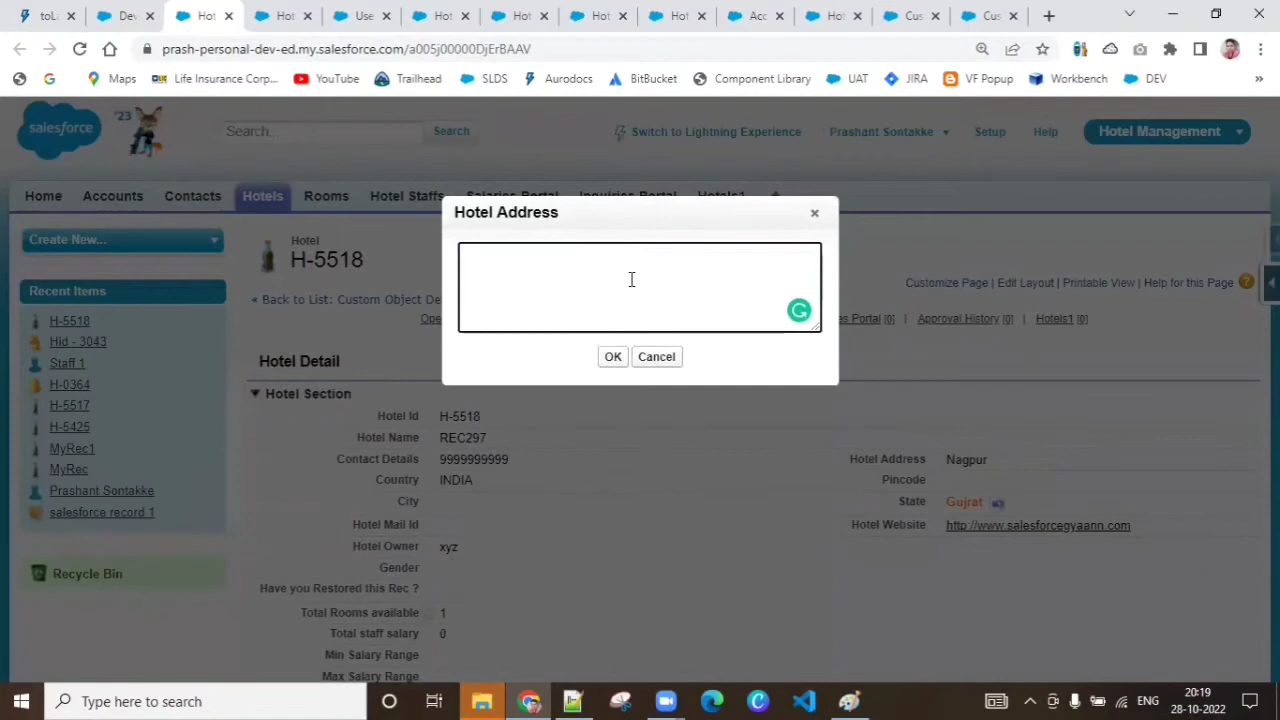 toL
Dev
Hot
Hot
Use
Hot
Hot
Hot
Hot
Acc
Hot
Cus
Cus
prash-personal-dev-ed.my.salesforce.com/a005j00000DjErBAAV
Maps
Life Insurance Corp...
YouTube
Trailhead
SLDS
Aurodocs
BitBucket
Component Library
UAT
JIRA
VF Popup
Workbench
DEV
»
salesforce
'23
Search...
Search
Switch to Lightning Experience
Prashant Sontakke
Setup
Help
Hotel Management
Home
Accounts
Contacts
Hotels
Rooms
Hotel Staffs
Salaries Portal
Inquiries Portal
Hotels1
Create New...
Recent Items
H-5518
Hid - 3043
Staff 1
H-0364
H-5517
H-5425
MyRec1
MyRec
Prashant Sontakke
salesforce record 1
Recycle Bin
Hotel
H-5518
« Back to List: Custom Object De
Customize Page | Edit Layout | Printable View | Help for this Page
Ope
es Portal [0] | Approval History [0] | Hotels1 [0]
Hotel Address
OK
Cancel
Hotel Detail
Hotel Section
Hotel Id H-5518
Hotel Name REC297
Contact Details 9999999999 Hotel Address Nagpur
Country INDIA Pincode
City State Gujrat
Hotel Mail Id Hotel Website http://www.salesforcegyaann.com
Hotel Owner xyz
Gender
Have you Restored this Rec ?
Total Rooms available 1
Total staff salary 0
Min Salary Range
Max Salary Range
Type here to search
ENG
20:19
28-10-2022